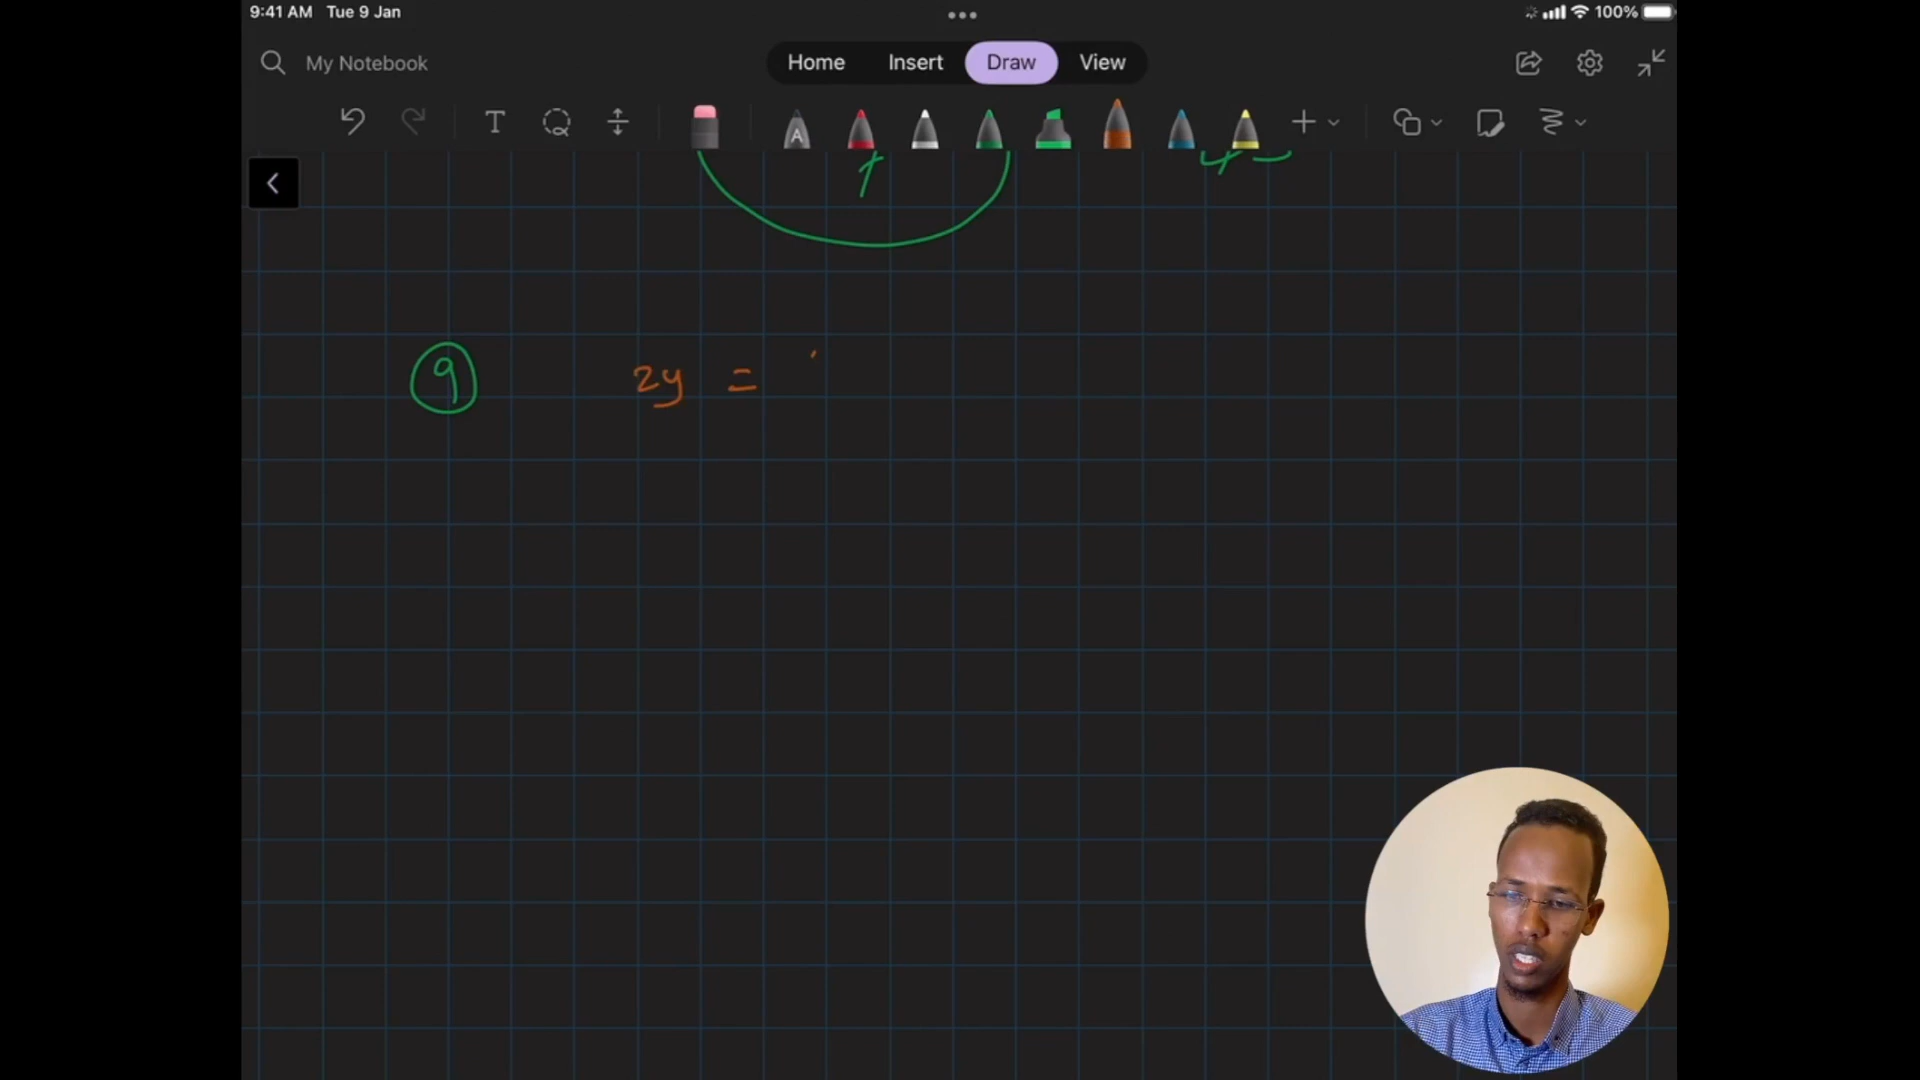 9:41 AM Tue 9 Jan 100%
My Notebook
Home Insert Draw View
T
A
9 2y =